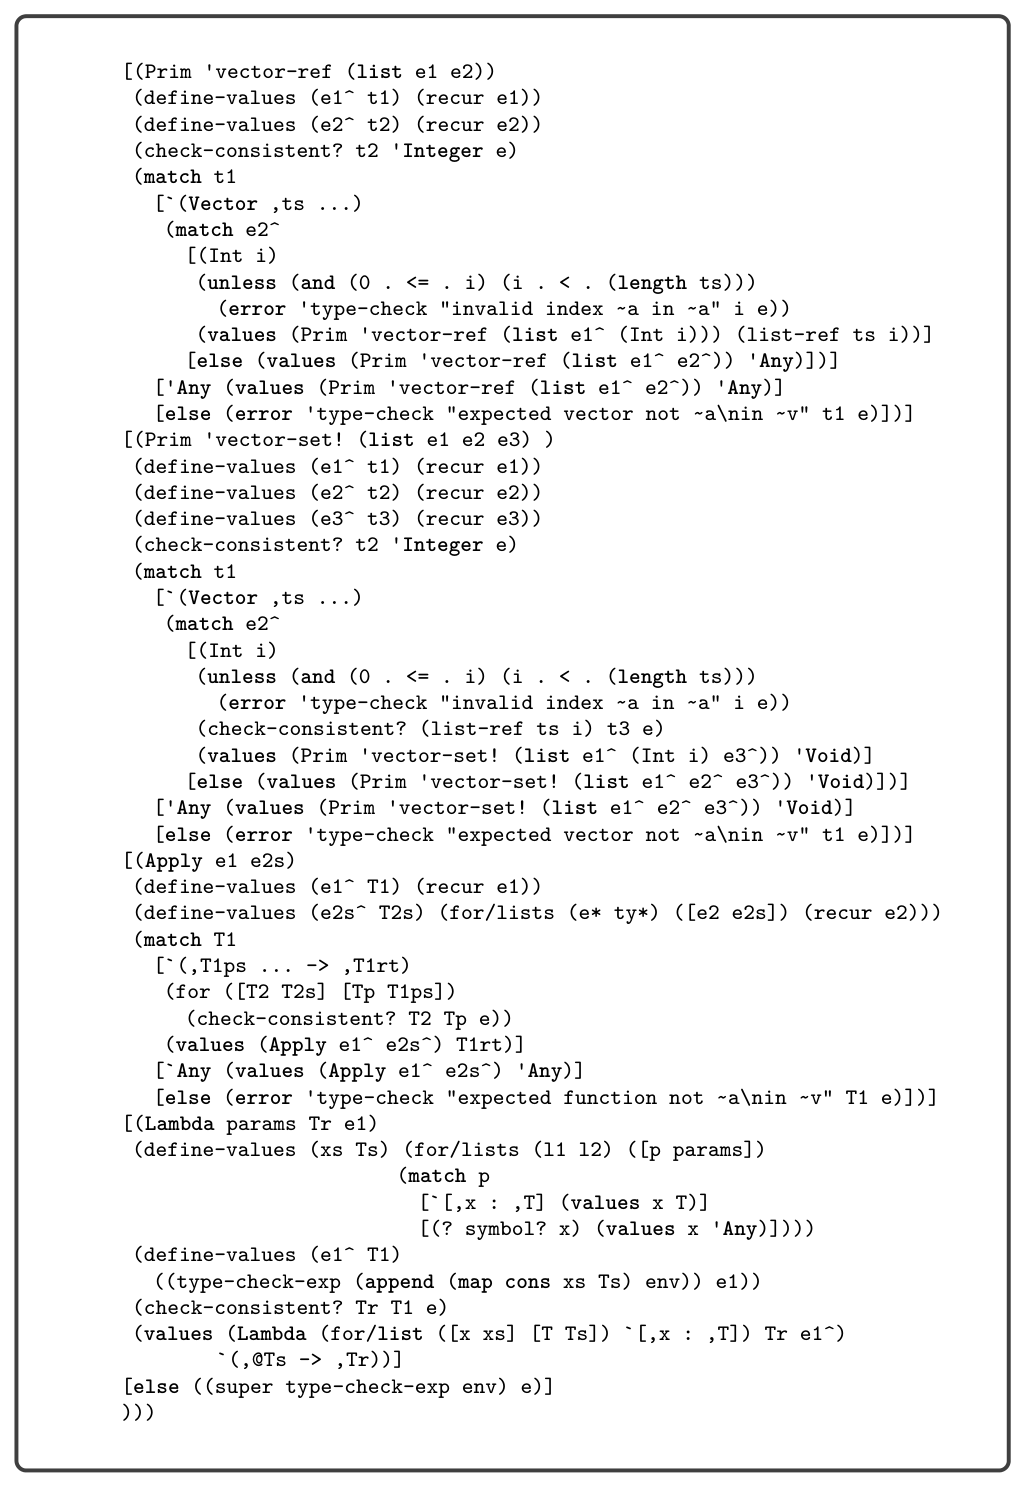 [(Prim 'vector-ref (list e1 e2))
(define-values (e1^ t1) (recur e1))
(define-values (e2^ t2) (recur e2))
(check-consistent? t2 'Integer e)
(match t1
[`(Vector ,ts ...)
(match e2^
[(Int i)
(unless (and (0 . <= . i) (i . < . (length ts)))
(error 'type-check "invalid index ~a in ~a" i e))
(values (Prim 'vector-ref (list e1^ (Int i))) (list-ref ts i))]
[else (values (Prim 'vector-ref (list e1^ e2^)) 'Any)])]
['Any (values (Prim 'vector-ref (list e1^ e2^)) 'Any)]
[else (error 'type-check "expected vector not ~a\nin ~v" t1 e)])]
[(Prim 'vector-set! (list e1 e2 e3) )
(define-values (e1^ t1) (recur e1))
(define-values (e2^ t2) (recur e2))
(define-values (e3^ t3) (recur e3))
(check-consistent? t2 'Integer e)
(match t1
[`(Vector ,ts ...)
(match e2^
[(Int i)
(unless (and (0 . <= . i) (i . < . (length ts)))
(error 'type-check "invalid index ~a in ~a" i e))
(check-consistent? (list-ref ts i) t3 e)
(values (Prim 'vector-set! (list e1^ (Int i) e3^)) 'Void)]
[else (values (Prim 'vector-set! (list e1^ e2^ e3^)) 'Void)])]
['Any (values (Prim 'vector-set! (list e1^ e2^ e3^)) 'Void)]
[else (error 'type-check "expected vector not ~a\nin ~v" t1 e)])]
[(Apply e1 e2s)
(define-values (e1^ T1) (recur e1))
(define-values (e2s^ T2s) (for/lists (e* ty*) ([e2 e2s]) (recur e2)))
(match T1
[`(,T1ps ... -> ,T1rt)
(for ([T2 T2s] [Tp T1ps])
(check-consistent? T2 Tp e))
(values (Apply e1^ e2s^) T1rt)]
[`Any (values (Apply e1^ e2s^) 'Any)]
[else (error 'type-check "expected function not ~a\nin ~v" T1 e)])]
[(Lambda params Tr e1)
(define-values (xs Ts) (for/lists (l1 l2) ([p params])
(match p
[`[,x : ,T] (values x T)]
[(? symbol? x) (values x 'Any)])))
(define-values (e1^ T1)
((type-check-exp (append (map cons xs Ts) env)) e1))
(check-consistent? Tr T1 e)
(values (Lambda (for/list ([x xs] [T Ts]) `[,x : ,T]) Tr e1^)
`(,@Ts -> ,Tr))]
[else ((super type-check-exp env) e)]
)))